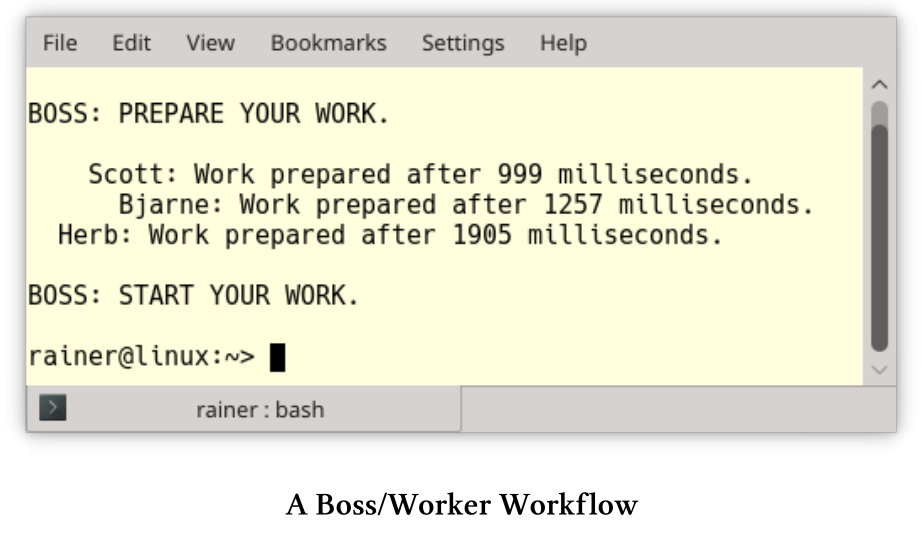 File Edit View Bookmarks Settings Help
BOSS: PREPARE YOUR WORK.
Scott: Work prepared after 999 milliseconds.
Bjarne: Work prepared after 1257 milliseconds.
Herb: Work prepared after 1905 milliseconds.
BOSS: START YOUR WORK.
rainer@linux:~>
rainer : bash
A Boss/Worker Workflow